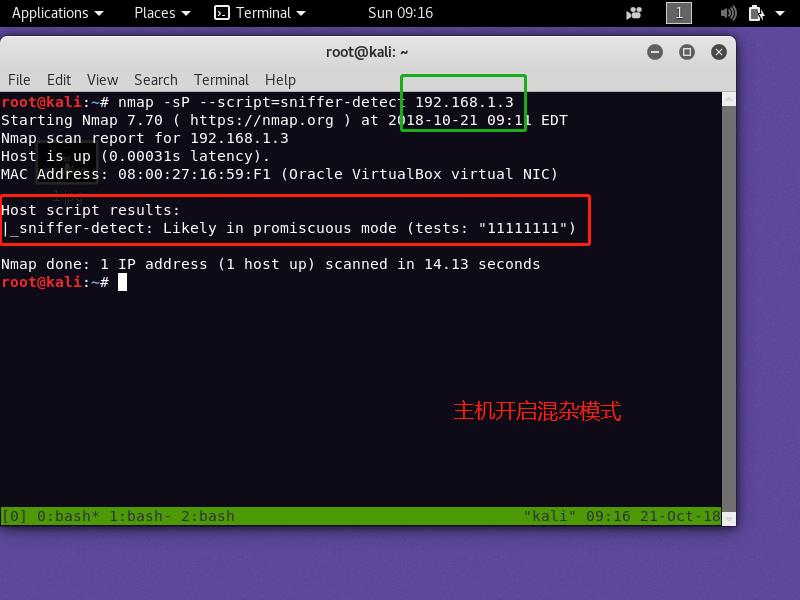 Applications Places Terminal Sun 09:16 1
root@kali: ~
File Edit View Search Terminal Help
root@kali:~# nmap -sP --script=sniffer-detect 192.168.1.3
Starting Nmap 7.70 ( https://nmap.org ) at 2018-10-21 09:11 EDT
Nmap scan report for 192.168.1.3
Host is up (0.00031s latency).
MAC Address: 08:00:27:16:59:F1 (Oracle VirtualBox virtual NIC)
1.jpg
Host script results:
|_sniffer-detect: Likely in promiscuous mode (tests: "11111111")
Nmap done: 1 IP address (1 host up) scanned in 14.13 seconds
root@kali:~#
主机开启混杂模式
[0] 0:bash* 1:bash- 2:bash "kali" 09:16 21-Oct-18